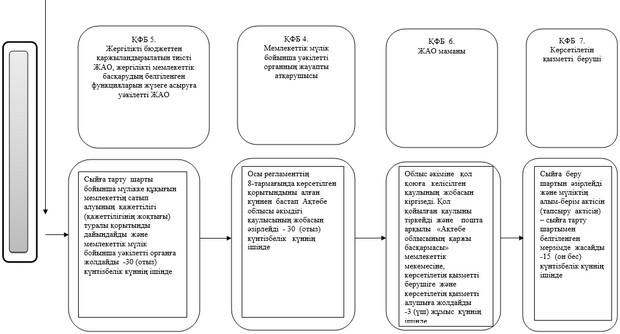 ҚФБ 5.
Жергілікті бюджеттен
қаржыландырылатын тиісті
ЖАО, жергілікті мемлекеттік
басқарудың белгіленген
функцияларын жүзеге асыруға
уәкілетті ЖАО
ҚФБ 4.
Мемлекеттік мүлік
бойынша уәкілетті
органның жауапты
атқарушысы
ҚФБ 6.
ЖАО маманы
ҚФБ 7.
Көрсетілетін
қызметті беруші
Сыйға тарту шарты
бойынша мүлікке құқығын
мемлекеттің сатып
алуының қажеттілігі
(қажеттілігінің жоқтығы)
туралы қорытынды
дайындайды және
мемлекеттік мүлік
бойынша уәкілетті органға
жолдайды -30 (отыз)
күнтізбелік күннің ішінде
Осы регламенттің
8-тармағында көрсетілген
қорытындыны алған
күннен бастап Ақтөбе
облысы әкімдігі
қаулысының жобасын
әзірлейді - 30 (отыз)
күнтізбелік күннің
ішінде
Облыс әкіміне қол
қоюға келісілген
қаулының жобасын
кіргізеді. Қол
қойылған қаулыны
тіркейді және пошта
арқылы «Ақтөбе
облысының қаржы
басқармасы»
мемлекеттік
мекемесіне,
көрсетілетін қызметті
берушіге және
көрсетілетін қызметті
алушыға жолдайды
-3 (үш) жұмыс күннің
ішінде
Сыйға беру
шартын әзірлейді
және мүліктің
алым-берім актісін
(тапсыру актісін)
– сыйға тарту
шартымен
белгіленген
мерзімде жасайды
-15 (он бес)
күнтізбелік күннің
ішінде